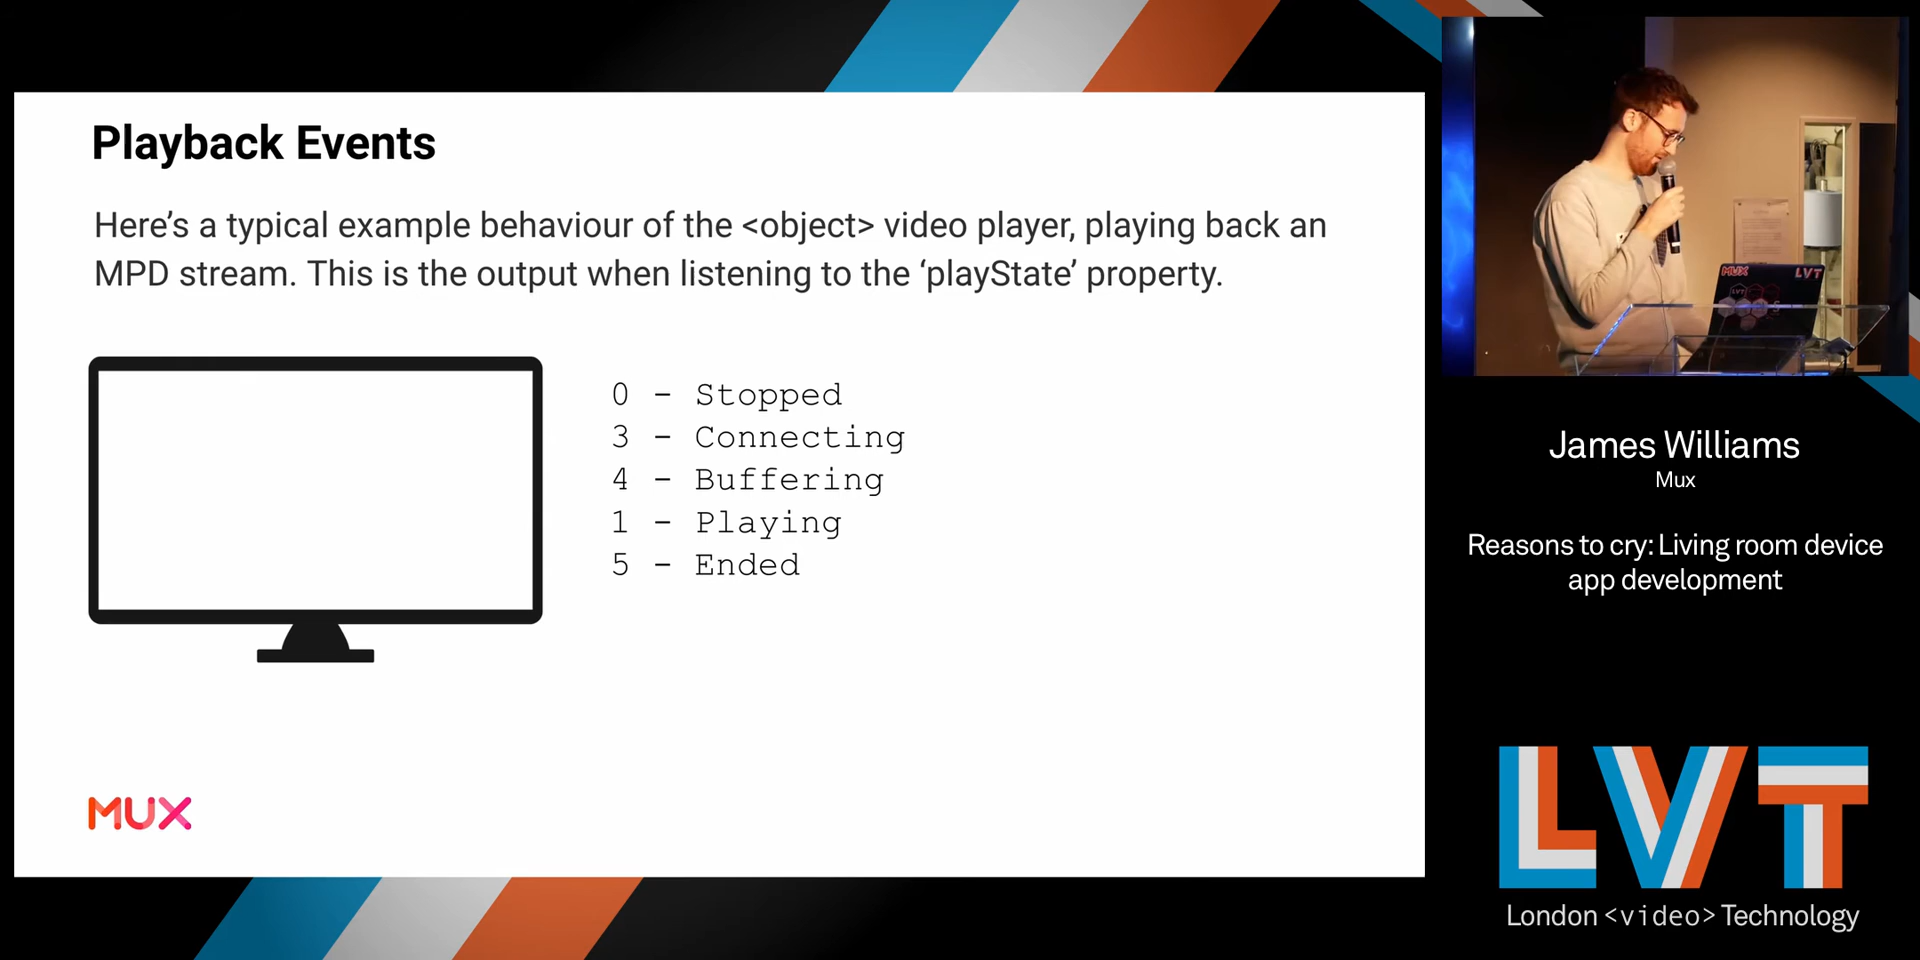 Playback Events
Here’s a typical example behaviour of the <object> video player, playing back an
MPD stream. This is the output when listening to the ‘playState’ property.
0 - Stopped
3 - Connecting
4 - Buffering
1 - Playing
5 - Ended
MUX
MUX
LVT
James Williams
Mux
Reasons to cry: Living room device
app development
LVT
London <video> Technology